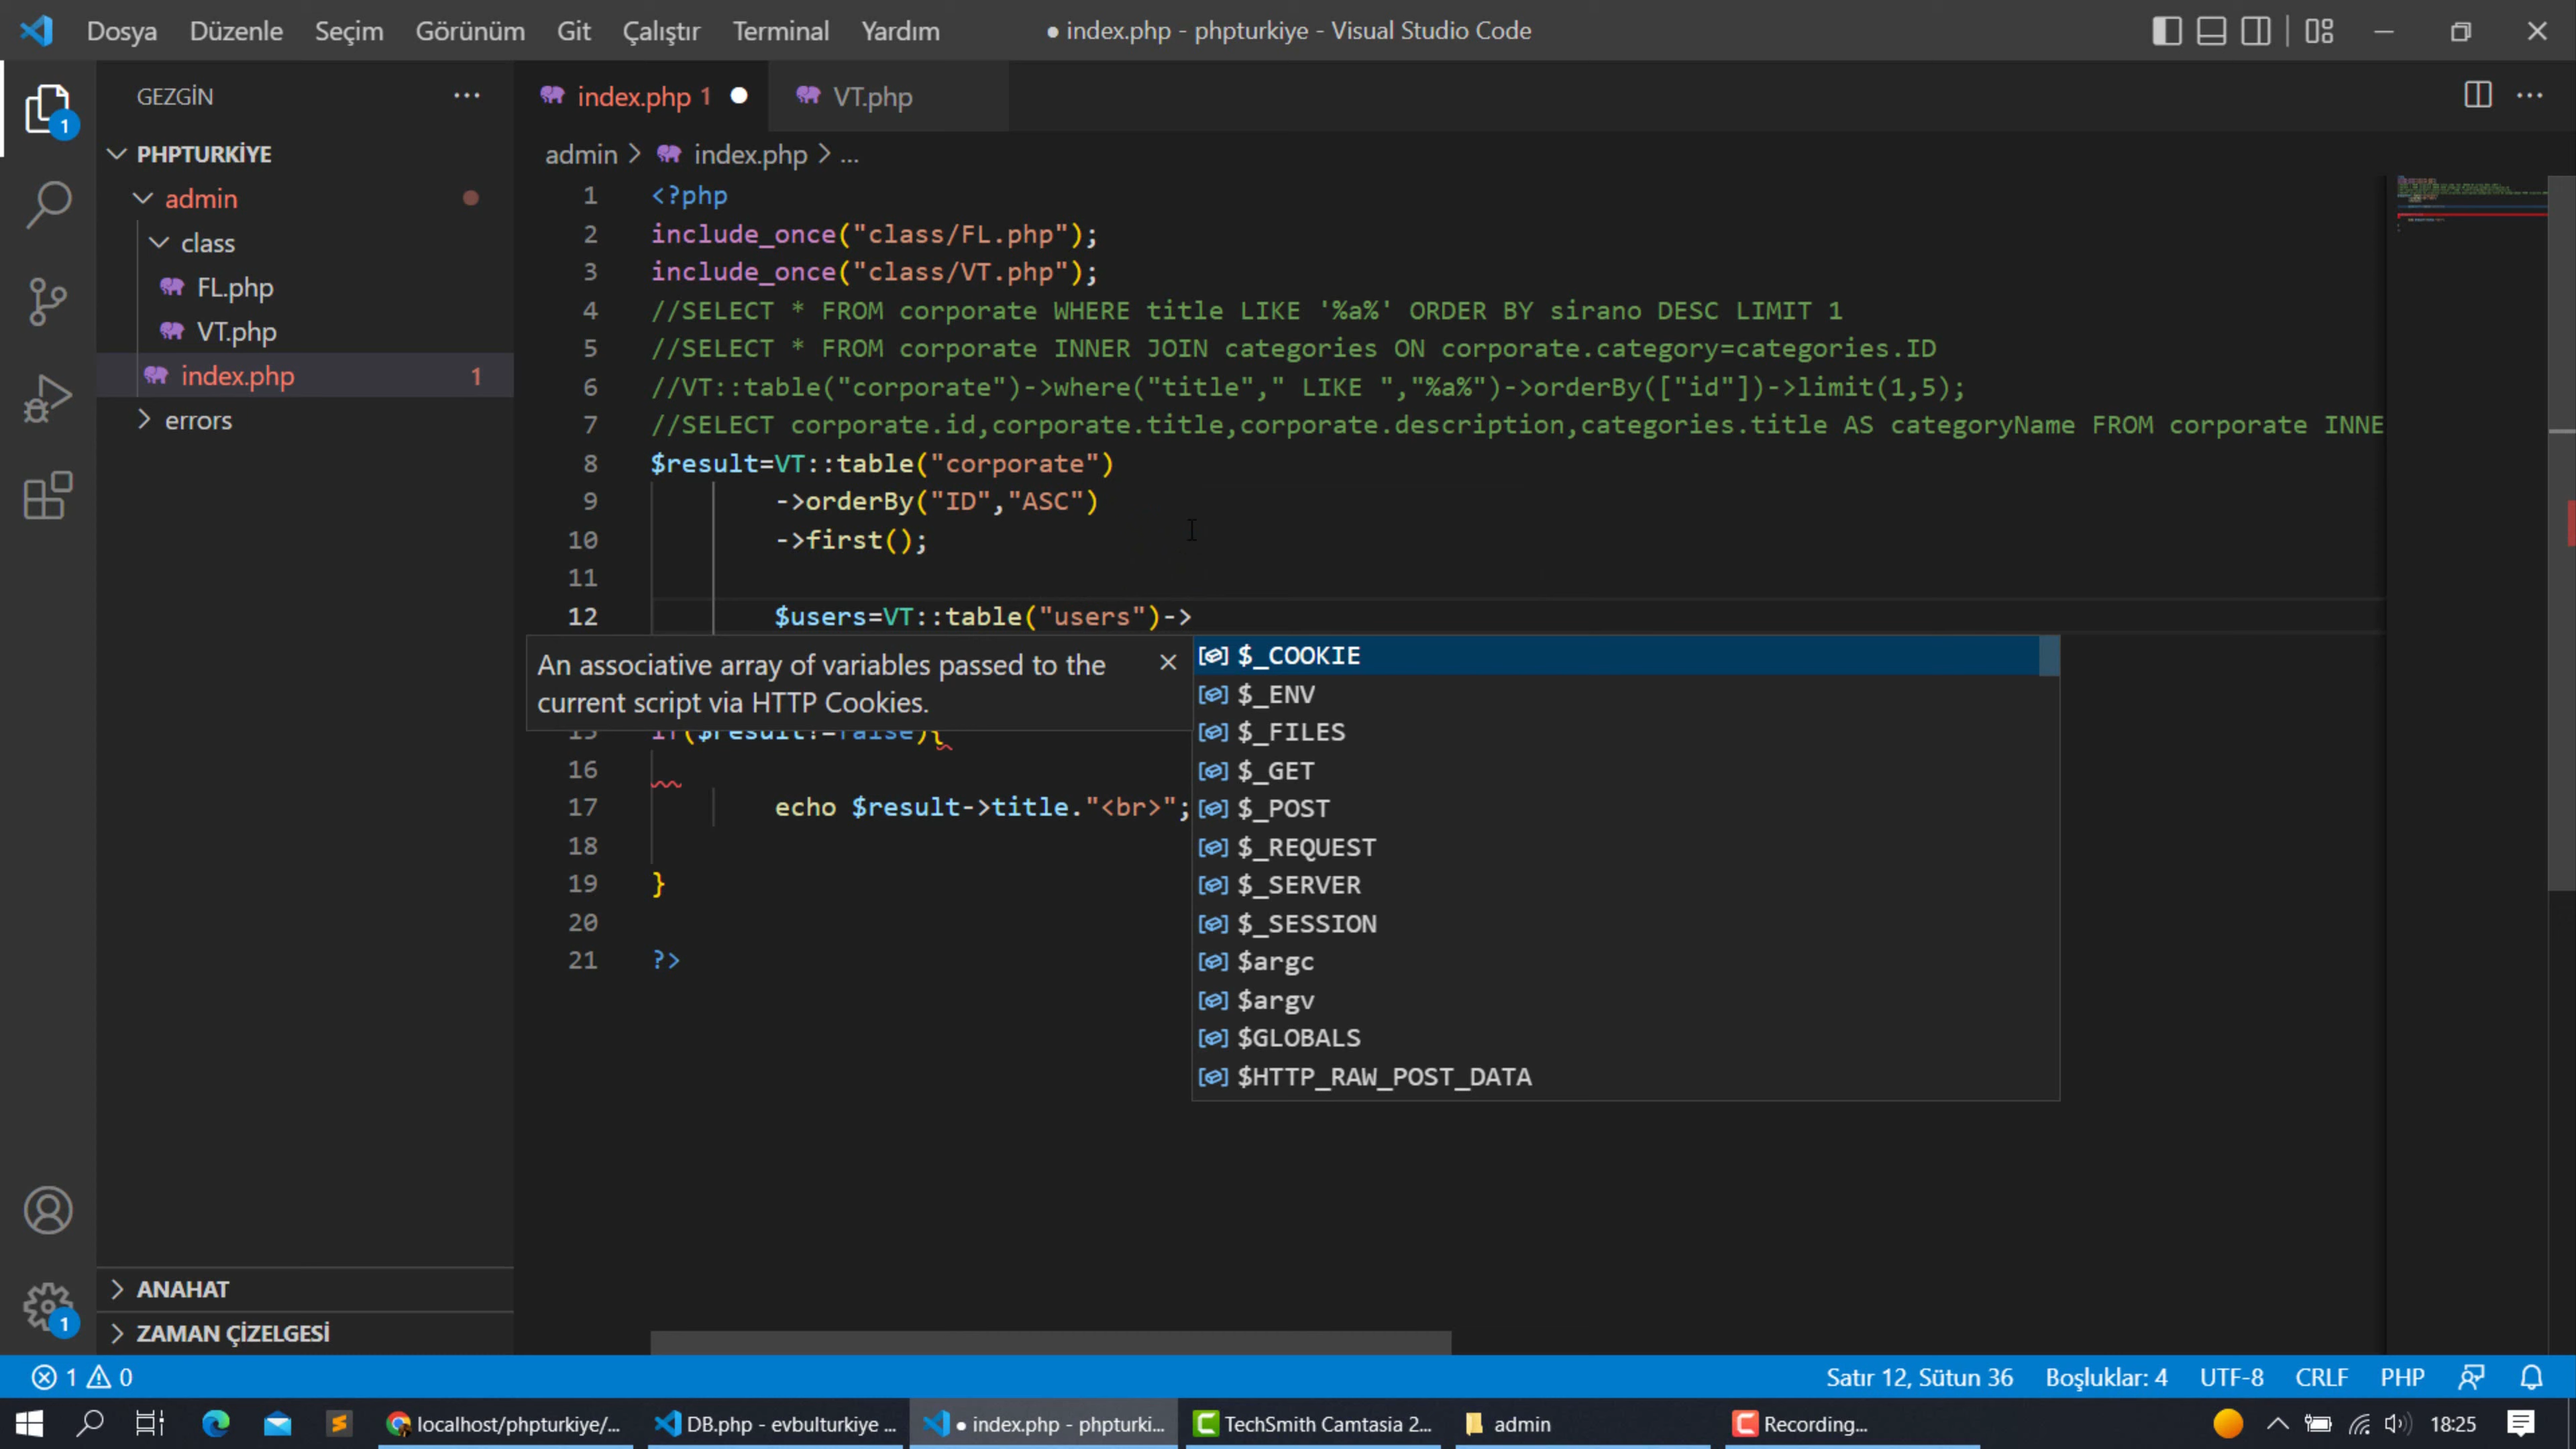 Dosya Düzenle Seçim Görünüm Git Çalıştır Terminal Yardım
● index.php - phpturkiye - Visual Studio Code
GEZGİN
PHPTURKİYE
admin
class
FL.php
VT.php
index.php 1
errors
ANAHAT
ZAMAN ÇİZELGESİ
1
1
index.php 1
VT.php
admin > index.php > ...
1 <?php
2 include_once("class/FL.php");
3 include_once("class/VT.php");
4 //SELECT * FROM corporate WHERE title LIKE '%a%' ORDER BY sirano DESC LIMIT 1
5 //SELECT * FROM corporate INNER JOIN categories ON corporate.category=categories.ID
6 //VT::table("corporate")->where("title"," LIKE ","%a%")->orderBy(["id"])->limit(1,5);
7 //SELECT corporate.id,corporate.title,corporate.description,categories.title AS categoryName FROM corporate INNE
8 $result=VT::table("corporate")
9 ->orderBy("ID","ASC")
10 ->first();
11
12 $users=VT::table("users")->
An associative array of variables passed to the
current script via HTTP Cookies.
15 if($result!=false){
16
17 echo $result->title."<br>";
18
19 }
20
21 ?>
$_COOKIE
$_ENV
$_FILES
$_GET
$_POST
$_REQUEST
$_SERVER
$_SESSION
$argc
$argv
$GLOBALS
$HTTP_RAW_POST_DATA
1 0
Satır 12, Sütun 36 Boşluklar: 4 UTF-8 CRLF PHP
localhost/phpturkiye/...
DB.php - evbulturkiye ...
● index.php - phpturki...
TechSmith Camtasia 2...
admin
Recording...
18:25